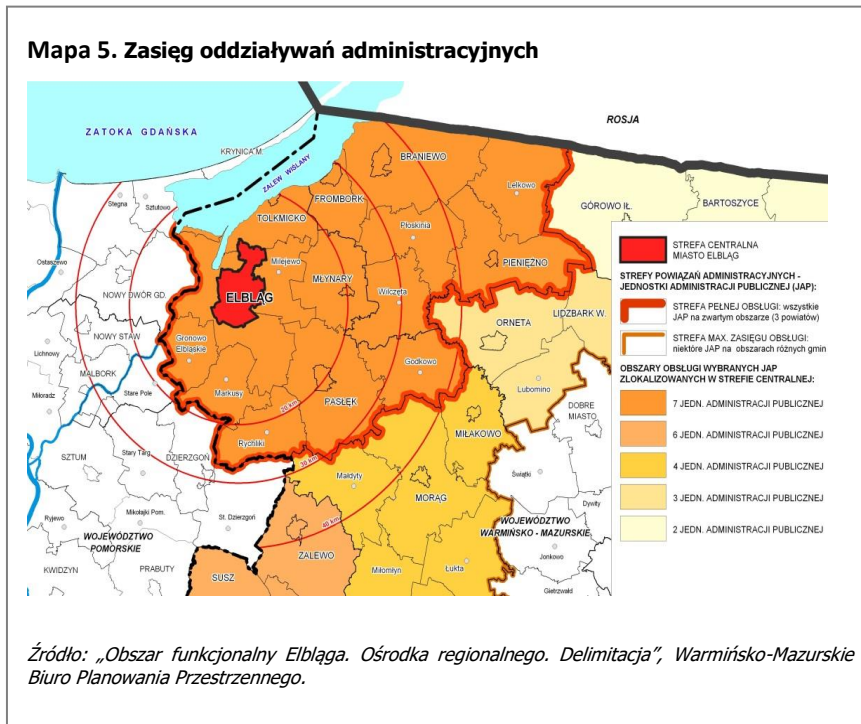 Mapa 5. Zasięg oddziaływań administracyjnych
ROSJA
ZATOKA GDAŃSKA
KRYNICA M.
ZALEW WIŚLANY
BRANIEWO
Lelkowo
FROMBORK
Stegna
Sztutowo
TOLKMICKO
Płoskinia
GÓROWO IŁ.
BARTOSZYCE
Ostaszewo
Milejewo
PIENIĘŻNO
NOWY DWÓR GD.
MŁYNARY
Wilczęta
ELBLĄG
ORNETA
LIDZBARK W.
NOWY STAW
Lichnowy
Gronowo
Elbląskie
Godkowo
MALBORK
Lubomino
Miłoradz
Stare Pole
Markusy
PASŁĘK
20 km
DOBRE
MIASTO
Rychliki
MIŁAKOWO
SZTUM
Stary Targ
DZIERZGOŃ
30 km
Małdyty
Świątki
MORĄG
Dywity
Ryjewo
Mikołajki Pom.
St. Dzierzgoń
40 km
WOJEWÓDZTWO
POMORSKIE
WOJEWÓDZTWO
WARMIŃSKO - MAZURSKIE
ZALEWO
Jonkowo
KWIDZYN
PRABUTY
SUSZ
Miłomłyn
Łukta
Gietrzwałd
STREFA CENTRALNA
MIASTO ELBLĄG
STREFY POWIĄZAŃ ADMINISTRACYJNYCH -
JEDNOSTKI ADMINISTRACJI PUBLICZNEJ (JAP):
STREFA PEŁNEJ OBSŁUGI: wszystkie
JAP na zwartym obszarze (3 powiatów)
STREFA MAX. ZASIĘGU OBSŁUGI:
niektóre JAP na obszarach różnych gmin
OBSZARY OBSŁUGI WYBRANYCH JAP
ZLOKALIZOWANYCH W STREFIE CENTRALNEJ:
7 JEDN. ADMINISTRACJI PUBLICZNEJ
6 JEDN. ADMINISTRACJI PUBLICZNEJ
4 JEDN. ADMINISTRACJI PUBLICZNEJ
3 JEDN. ADMINISTRACJI PUBLICZNEJ
2 JEDN. ADMINISTRACJI PUBLICZNEJ
Źródło: „Obszar funkcjonalny Elbląga. Ośrodka regionalnego. Delimitacja”, Warmińsko-Mazurskie
Biuro Planowania Przestrzennego.